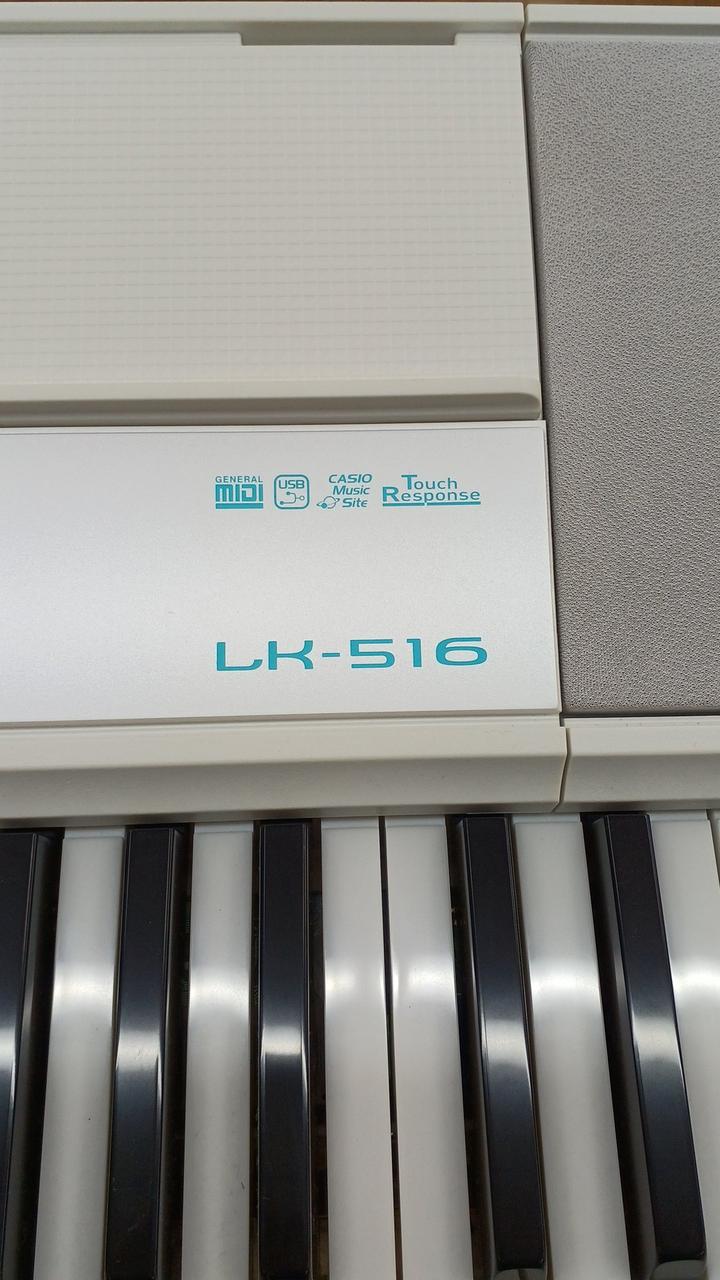 GENERAL
MIDI
USB
CASIO
Music
Site
Touch
Response
LK-516